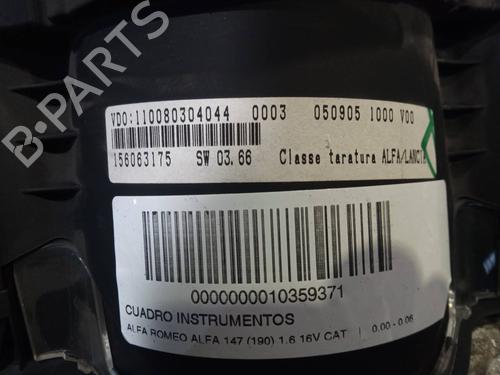 VDO:110080304044 0003 050905 1000 V00
156063175 SW 03.66 Classe taratura ALFA/LANCIA
0000000010359371
CUADRO INSTRUMENTOS
ALFA ROMEO ALFA 147 (190) 1.6 16V CAT | 0.00 - 0.06
B-PARTS